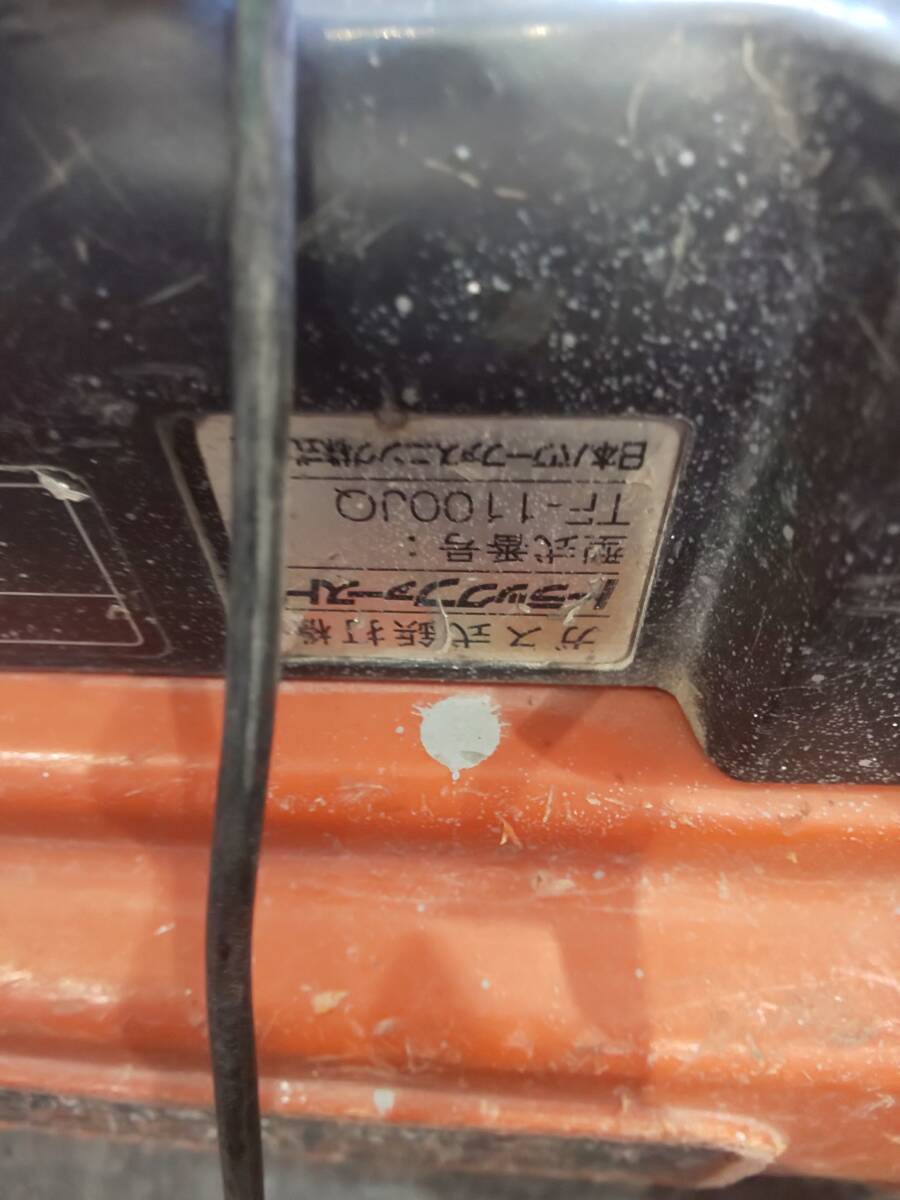 ガス式鋲打機
トラックファースト
型式番号：
TF-1100JQ
日本パワーファスニング株式